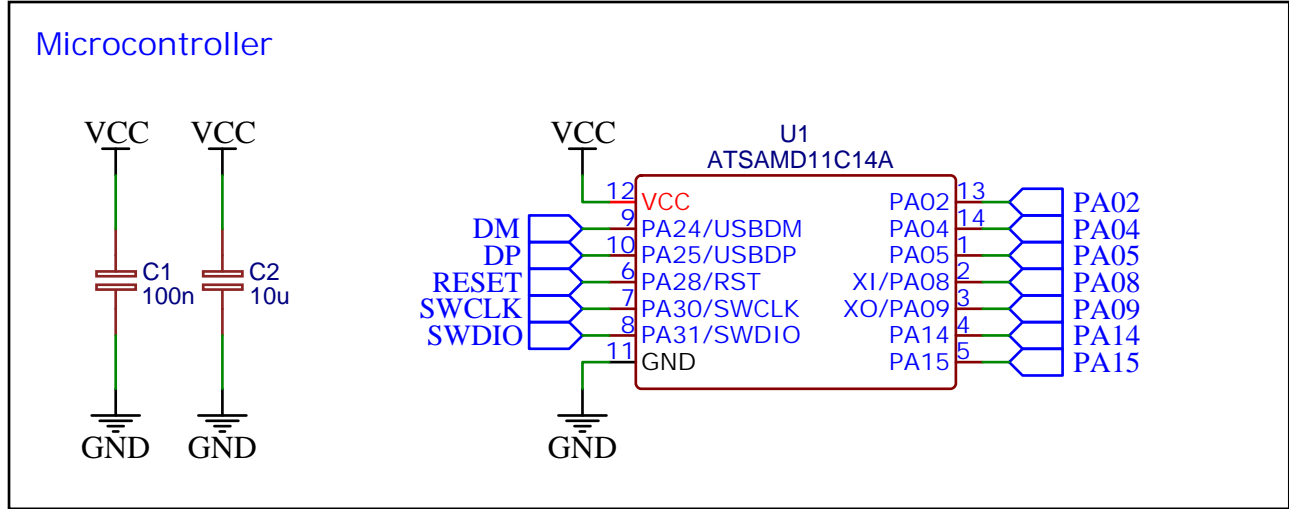 Microcontroller
VCC VCC
C1
100n
C2
10u
GND GND
VCC
U1
ATSAMD11C14A
12 VCC PA02 13 PA02
DM 9 PA24/USBDM PA04 14 PA04
DP 10 PA25/USBDP PA05 1 PA05
RESET 6 PA28/RST XI/PA08 2 PA08
SWCLK 7 PA30/SWCLK XO/PA09 3 PA09
SWDIO 8 PA31/SWDIO PA14 4 PA14
11 GND PA15 5 PA15
GND